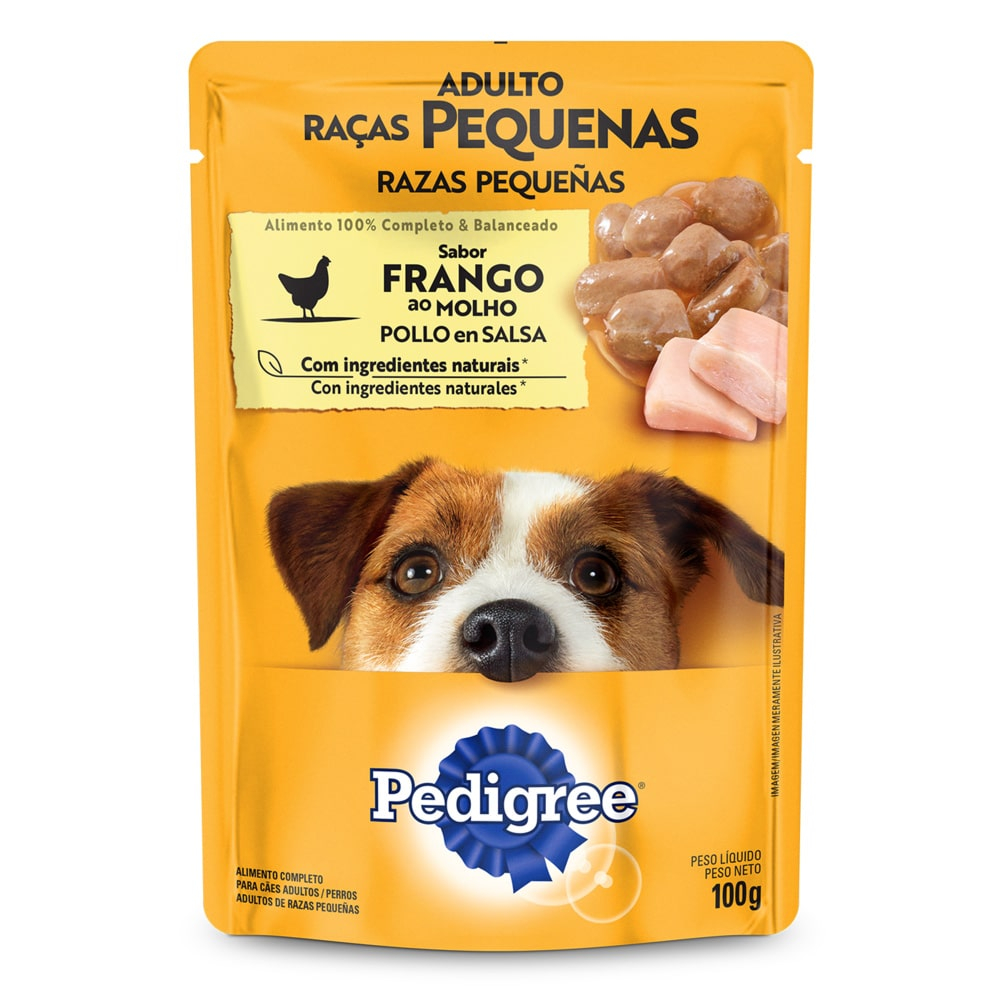 ADULTO
RAÇAS PEQUENAS
RAZAS PEQUEÑAS
Alimento 100% Completo & Balanceado
Sabor
FRANGO
ao MOLHO
POLLO en SALSA
Com ingredientes naturais*
Con ingredientes naturales*
IMAGEM/IMAGEN MERAMENTE ILUSTRATIVA
Pedigree®
ALIMENTO COMPLETO
PARA CÃES ADULTOS / PERROS
ADULTOS DE RAZAS PEQUEÑAS
PESO LÍQUIDO
PESO NETO
100g